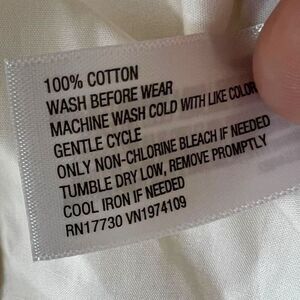 100% COTTON
WASH BEFORE WEAR
MACHINE WASH COLD WITH LIKE COLOR
GENTLE CYCLE
ONLY NON-CHLORINE BLEACH IF NEEDED
TUMBLE DRY LOW, REMOVE PROMPTLY
COOL IRON IF NEEDED
RN17730 VN1974109